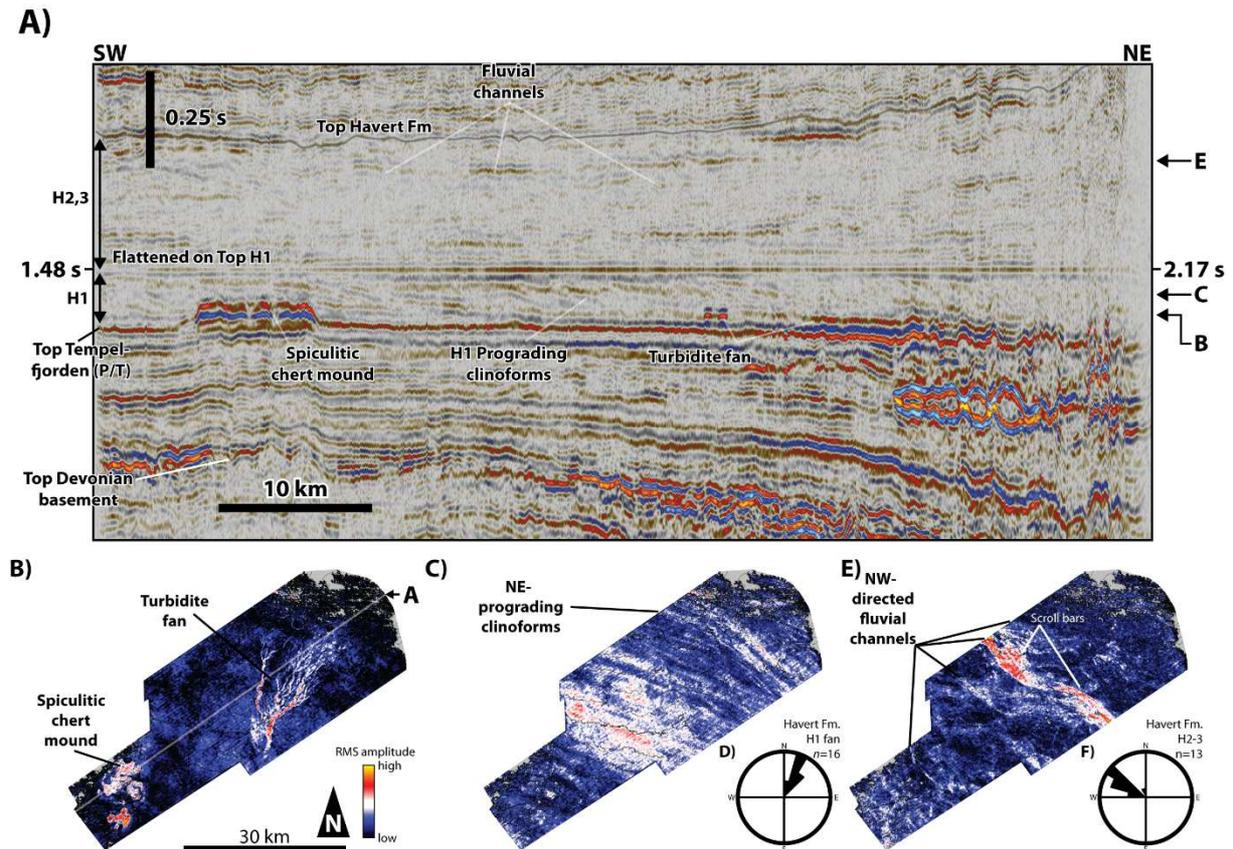 A)
SW
NE
Fluvial
channels
0.25 s
Top Havert Fm
E
H2,3
Flattened on Top H1
1.48 s
2.17 s
H1
C
B
Top Tempel-
fjorden (P/T)
Spiculitic
chert mound
H1 Prograding
clinoforms
Turbidite fan
Top Devonian
basement
10 km
B)
Turbidite
fan
A
Spiculitic
chert
mound
RMS amplitude
high
low
N
30 km
C)
NE-
prograding
clinoforms
D)
Havert Fm.
H1 fan
n=16
N
W
E
S
E)
NW-
directed
fluvial
channels
Scroll bars
F)
Havert Fm.
H2-3
n=13
N
W
E
S